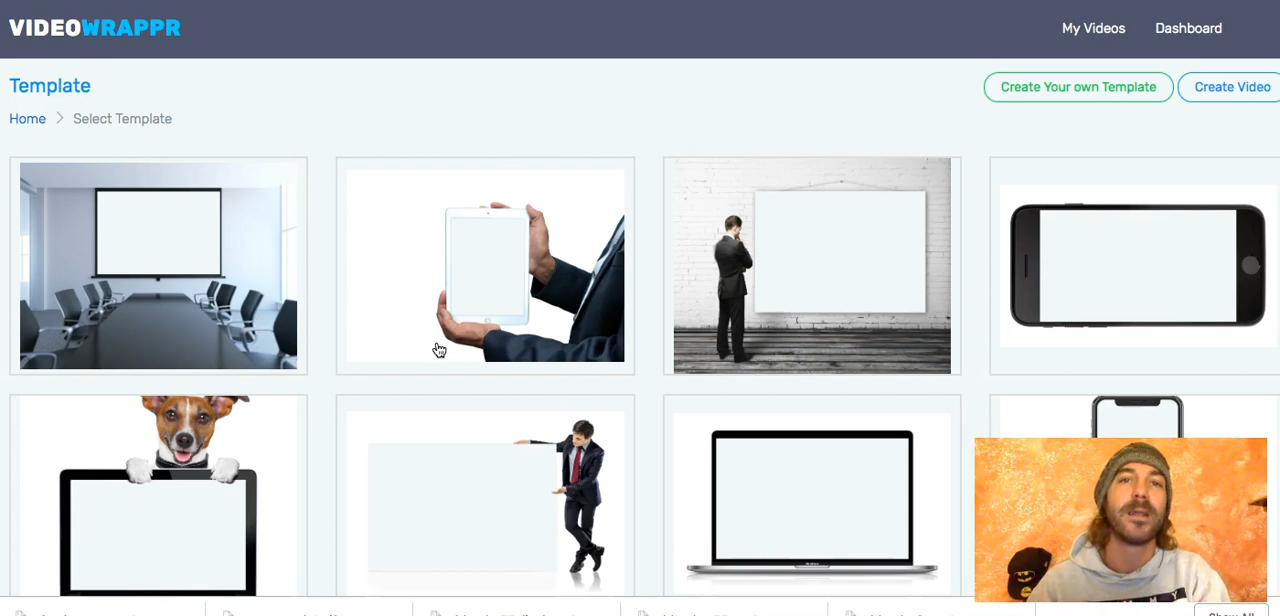 VIDEOWRAPPR
My Videos
Dashboard
Template
Create Your own Template
Create Video
Home
Select Template